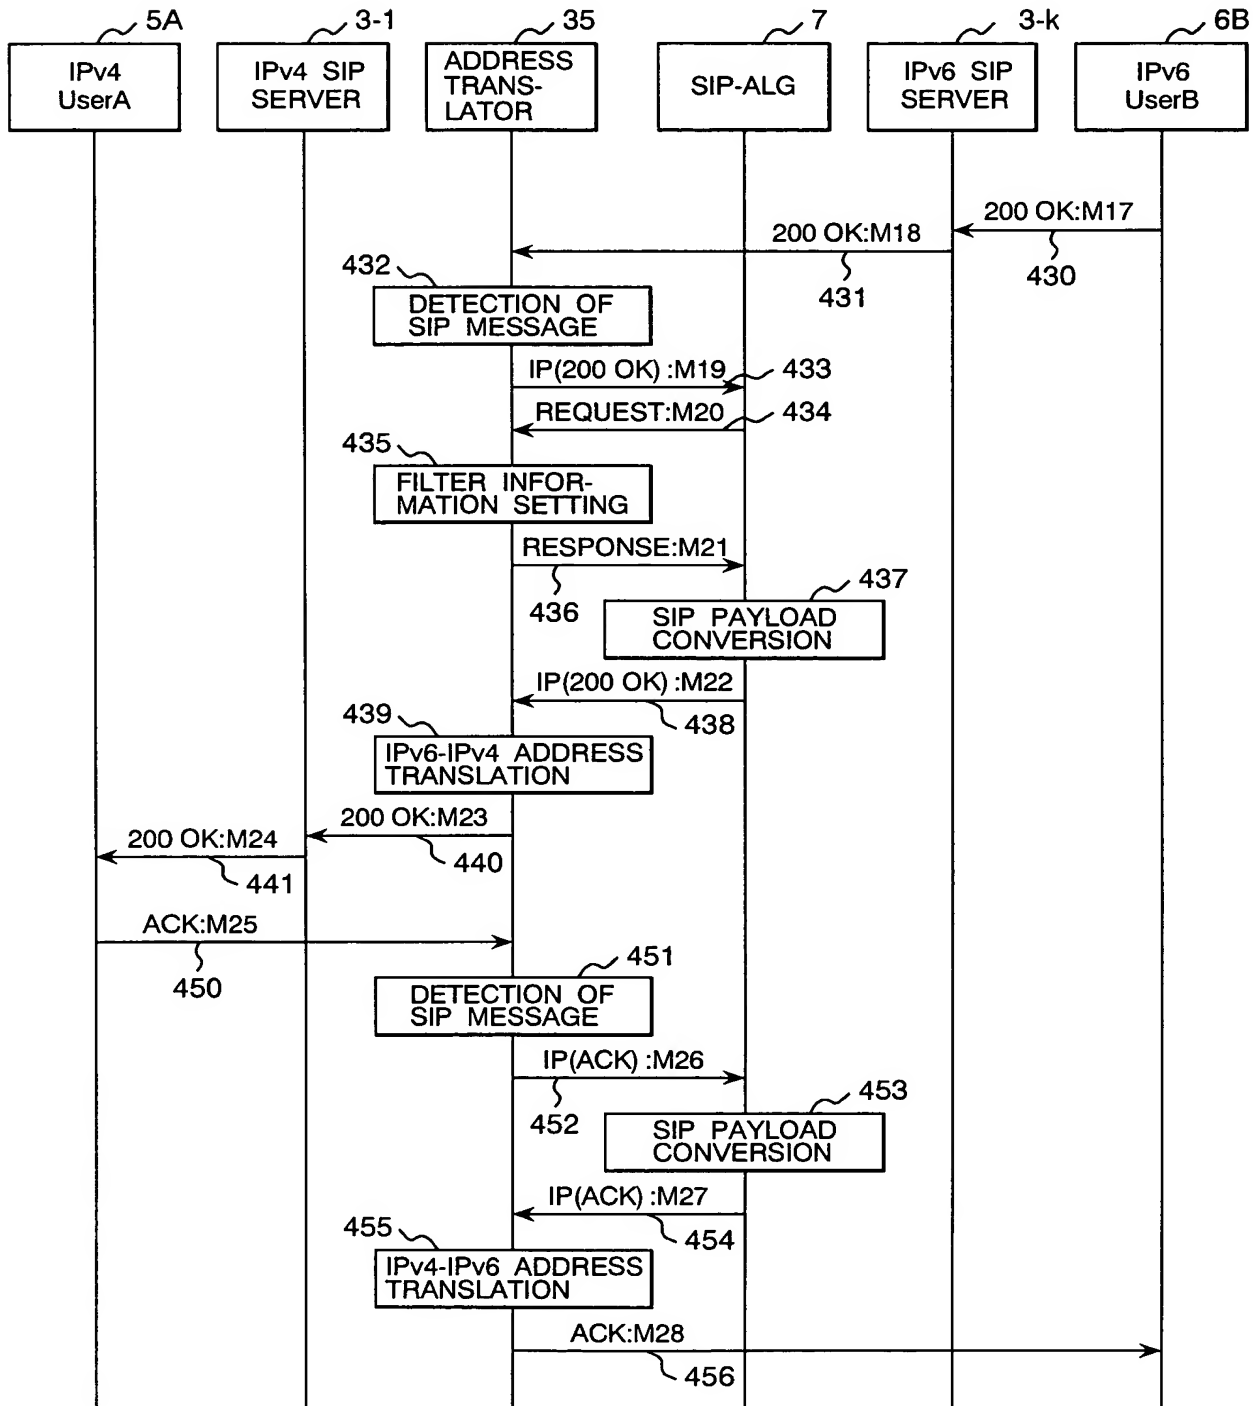 5A
3-1
35
7
3-k
6B
IPv4
UserA
IPv4 SIP
SERVER
ADDRESS
TRANS-
LATOR
SIP-ALG
IPv6 SIP
SERVER
IPv6
UserB
200 OK:M17
430
200 OK:M18
431
432
DETECTION OF
SIP MESSAGE
IP(200 OK) :M19
433
REQUEST:M20
434
435
FILTER INFOR-
MATION SETTING
RESPONSE:M21
436
437
SIP PAYLOAD
CONVERSION
IP(200 OK) :M22
438
439
IPv6-IPv4 ADDRESS
TRANSLATION
200 OK:M23
440
200 OK:M24
441
ACK:M25
450
451
DETECTION OF
SIP MESSAGE
IP(ACK) :M26
452
453
SIP PAYLOAD
CONVERSION
IP(ACK) :M27
454
455
IPv4-IPv6 ADDRESS
TRANSLATION
ACK:M28
456